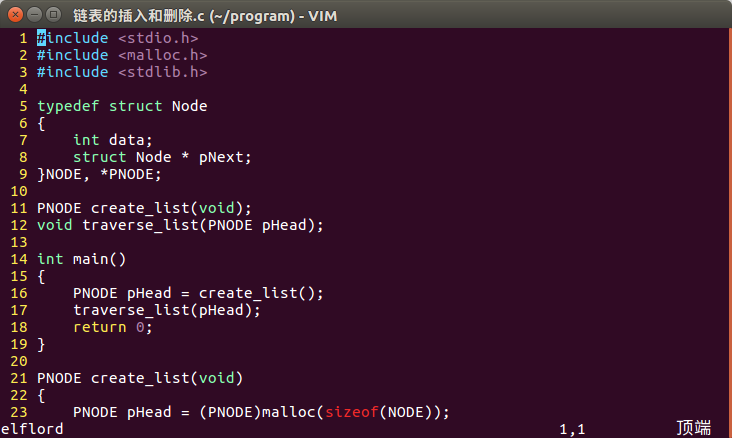 链表的插入和删除.c (~/program) - VIM
1 #include <stdio.h>
2 #include <malloc.h>
3 #include <stdlib.h>
4
5 typedef struct Node
6 {
7     int data;
8     struct Node * pNext;
9 }NODE, *PNODE;
10
11 PNODE create_list(void);
12 void traverse_list(PNODE pHead);
13
14 int main()
15 {
16     PNODE pHead = create_list();
17     traverse_list(pHead);
18     return 0;
19 }
20
21 PNODE create_list(void)
22 {
23     PNODE pHead = (PNODE)malloc(sizeof(NODE));
elflord 1,1 顶端